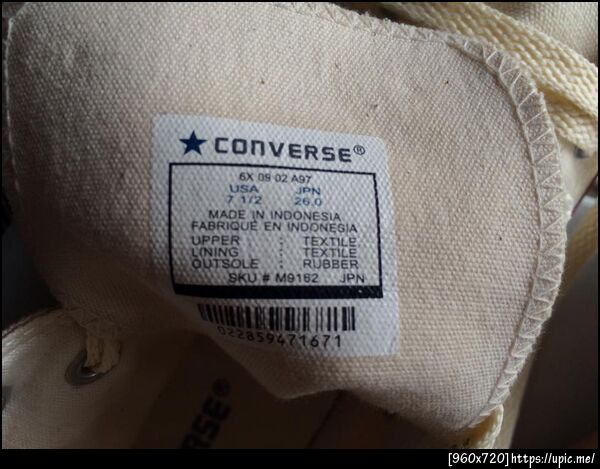 ★ CONVERSE®
6X 09 02 A97
USA JPN
7 1/2 26.0
MADE IN INDONESIA
FABRIQUE EN INDONESIA
UPPER : TEXTILE
LINING : TEXTILE
OUTSOLE : RUBBER
SKU # M9162 JPN
022859471671
VERSE®
[960x720]https://upic.me/